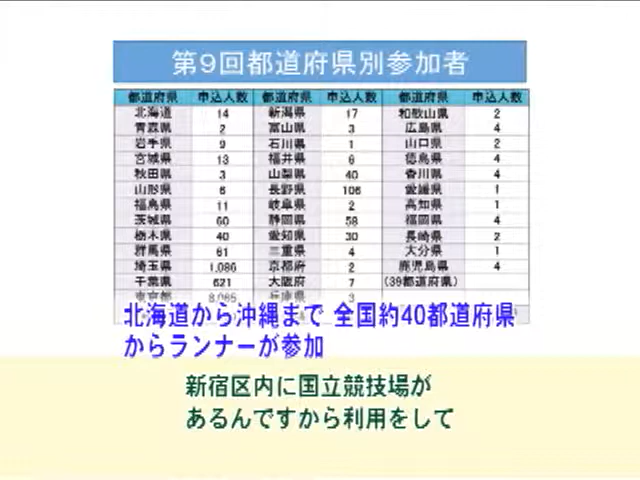 第9回都道府県別参加者
都道府県 申込人数 都道府県 申込人数 都道府県 申込人数
北海道 14 新潟県 17 和歌山県 2
青森県 2 富山県 3 広島県 4
岩手県 9 石川県 1 山口県 2
宮城県 13 福井県 6 徳島県 4
秋田県 3 山梨県 40 香川県 4
山形県 6 長野県 106 愛媛県 1
福島県 11 岐阜県 2 高知県 1
茨城県 60 静岡県 58 福岡県 4
栃木県 40 愛知県 30 長崎県 2
群馬県 61 三重県 4 大分県 1
埼玉県 1,086 京都府 2 鹿児島県 4
千葉県 621 大阪府 7 (39都道府県)
東京都 8,065 兵庫県 3
北海道から沖縄まで 全国約40都道府県
からランナーが参加
新宿区内に国立競技場が
あるんですから利用をして